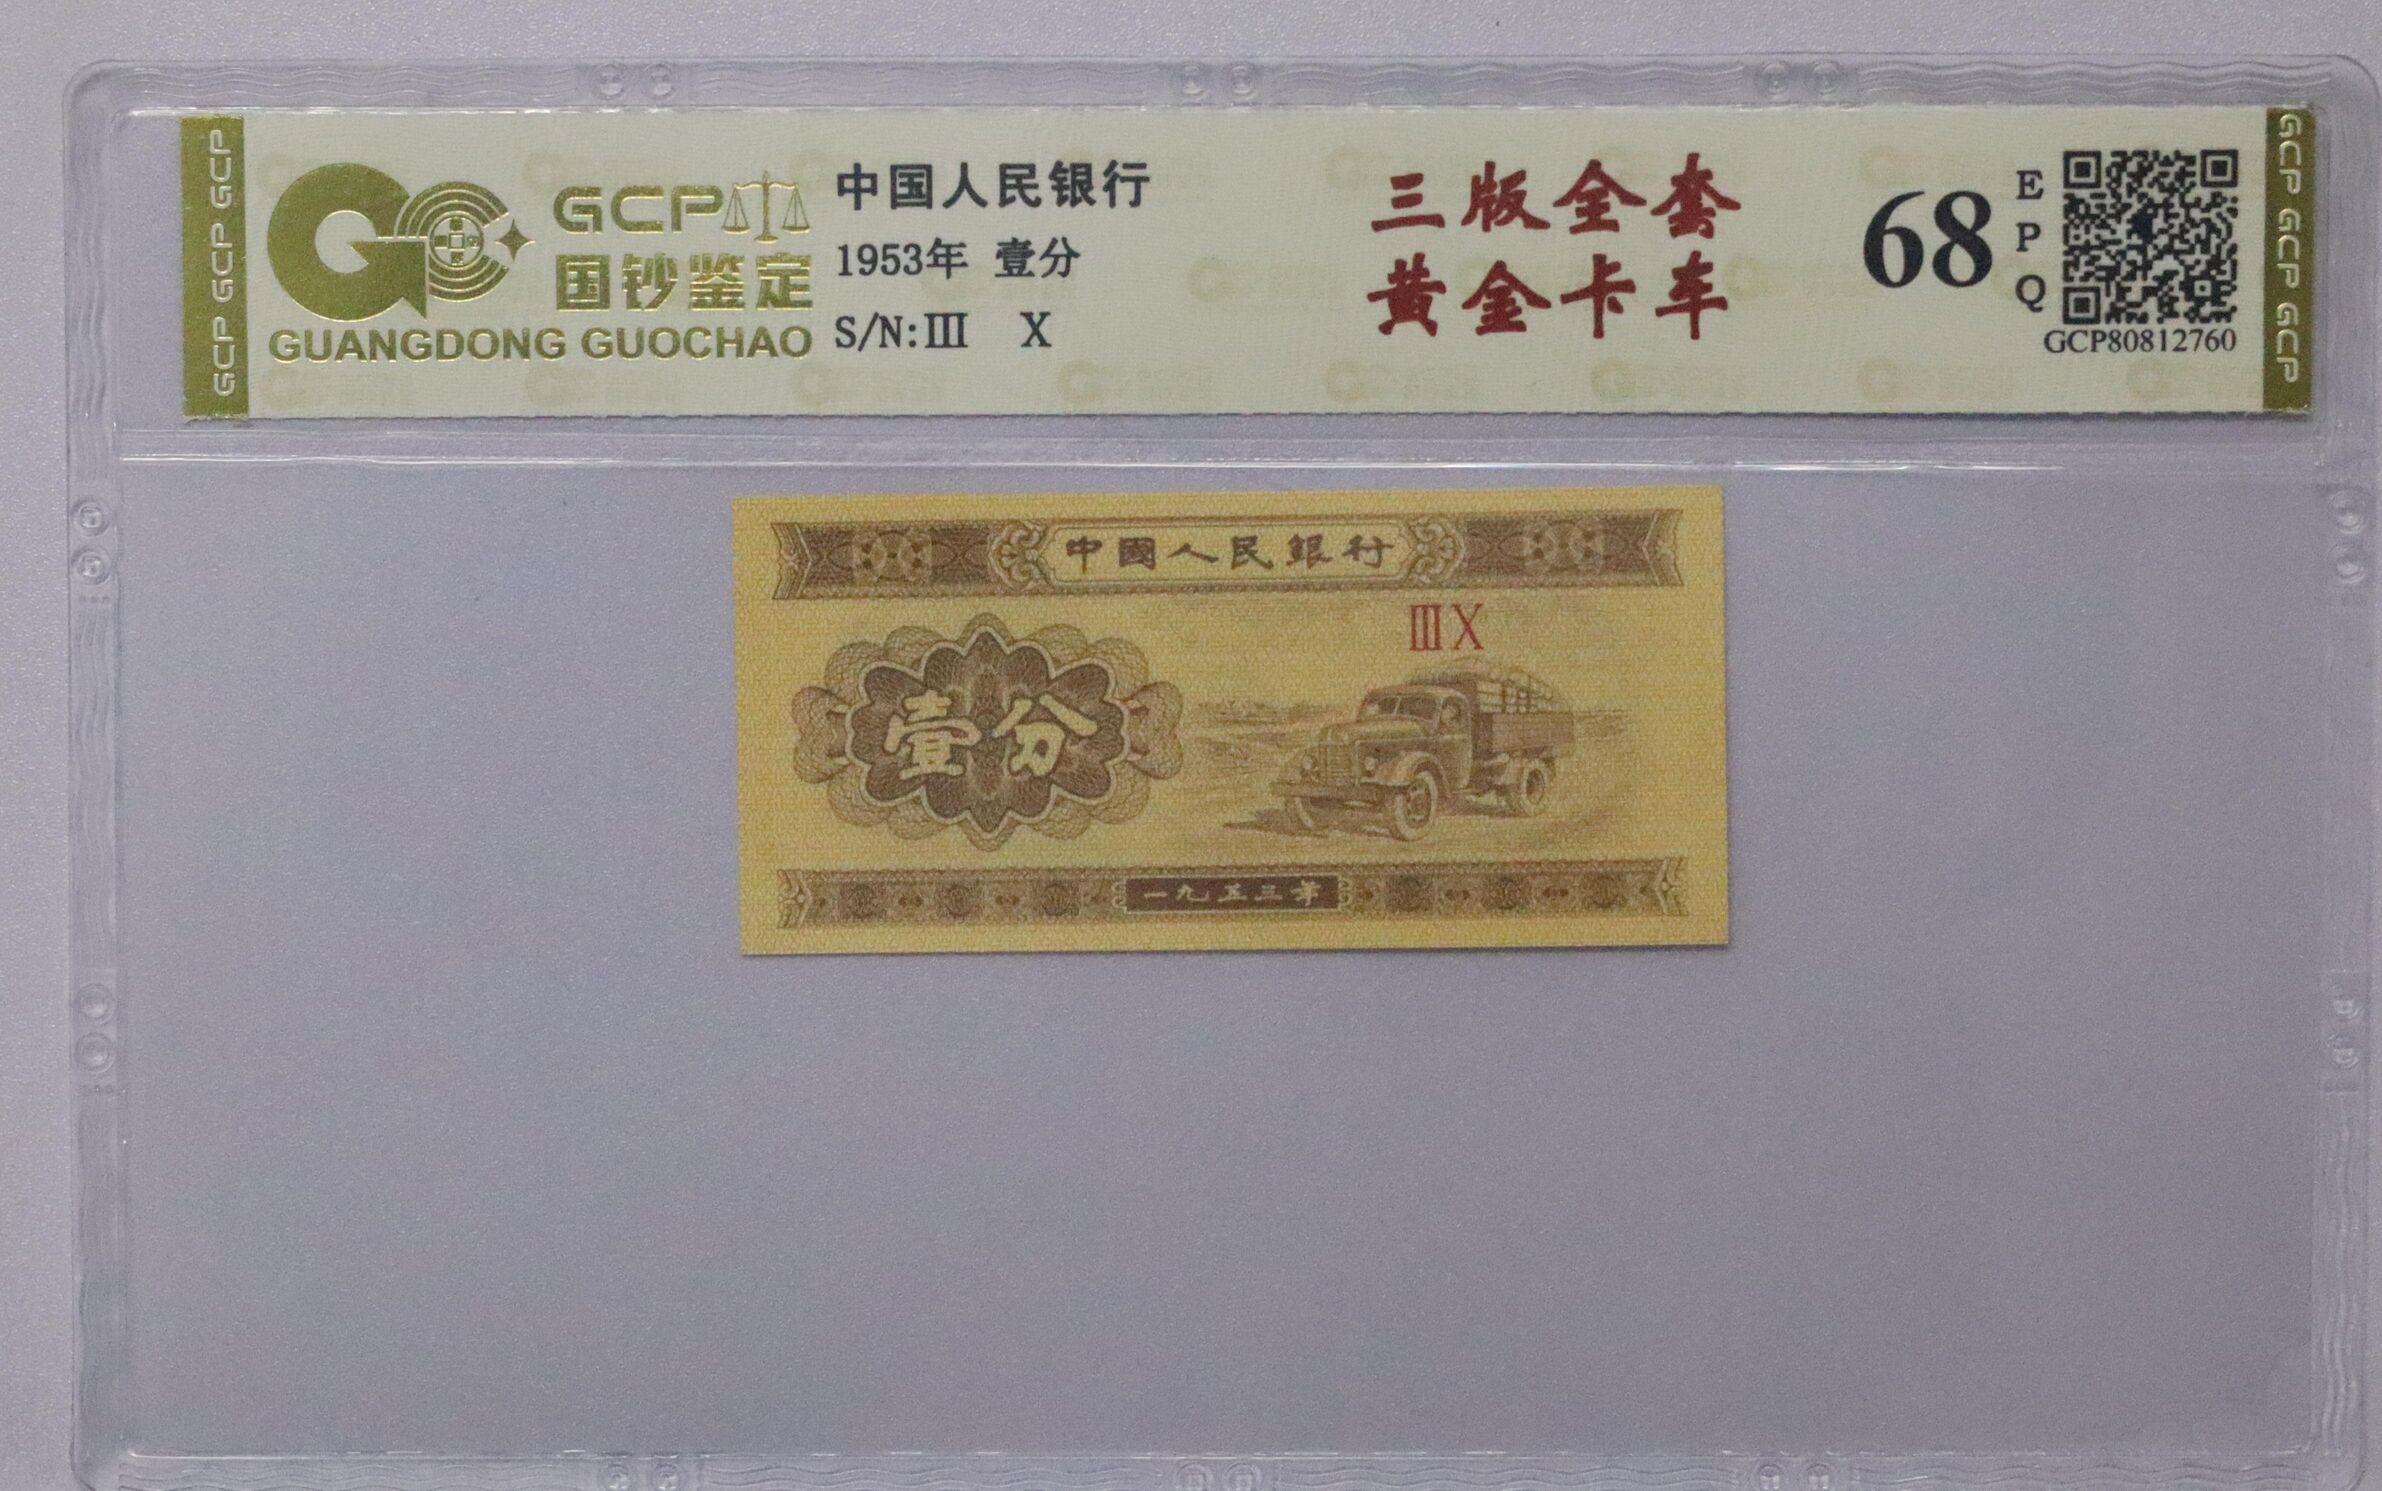 GCP GCP GCP
GCP
国钞鉴定
GUANGDONG GUOCHAO
中国人民银行
1953年 壹分
S/N:Ⅲ X
三版全套
黄金卡车
68
E
P
Q
GCP80812760
GCP GCP GCP
中國人民銀行
ⅢX
壹分
一九五三年